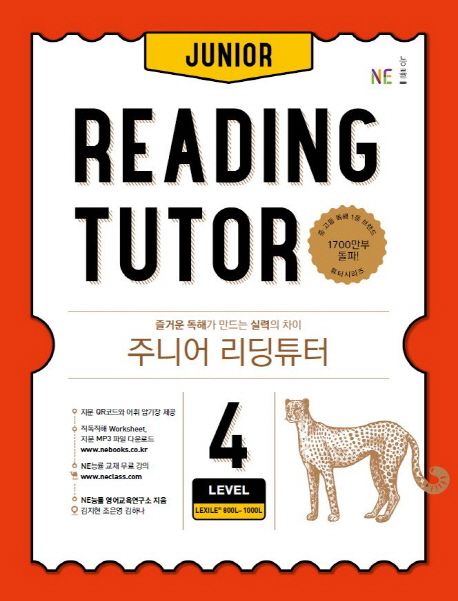 JUNIOR
NE 능률
READING
TUTOR
중·고등 독해 1등 브랜드
1700만부
돌파!
튜터시리즈
즐거운 독해가 만드는 실력의 차이
주니어 리딩튜터
지문 QR코드와 어휘 암기장 제공
직독직해 Worksheet,
지문 MP3 파일 다운로드
www.nebooks.co.kr
NE능률 교재 무료 강의
www.neclass.com
NE능률 영어교육연구소 지음
김지현 조은영 김하나
4
LEVEL
LEXILE® 800L- 1000L